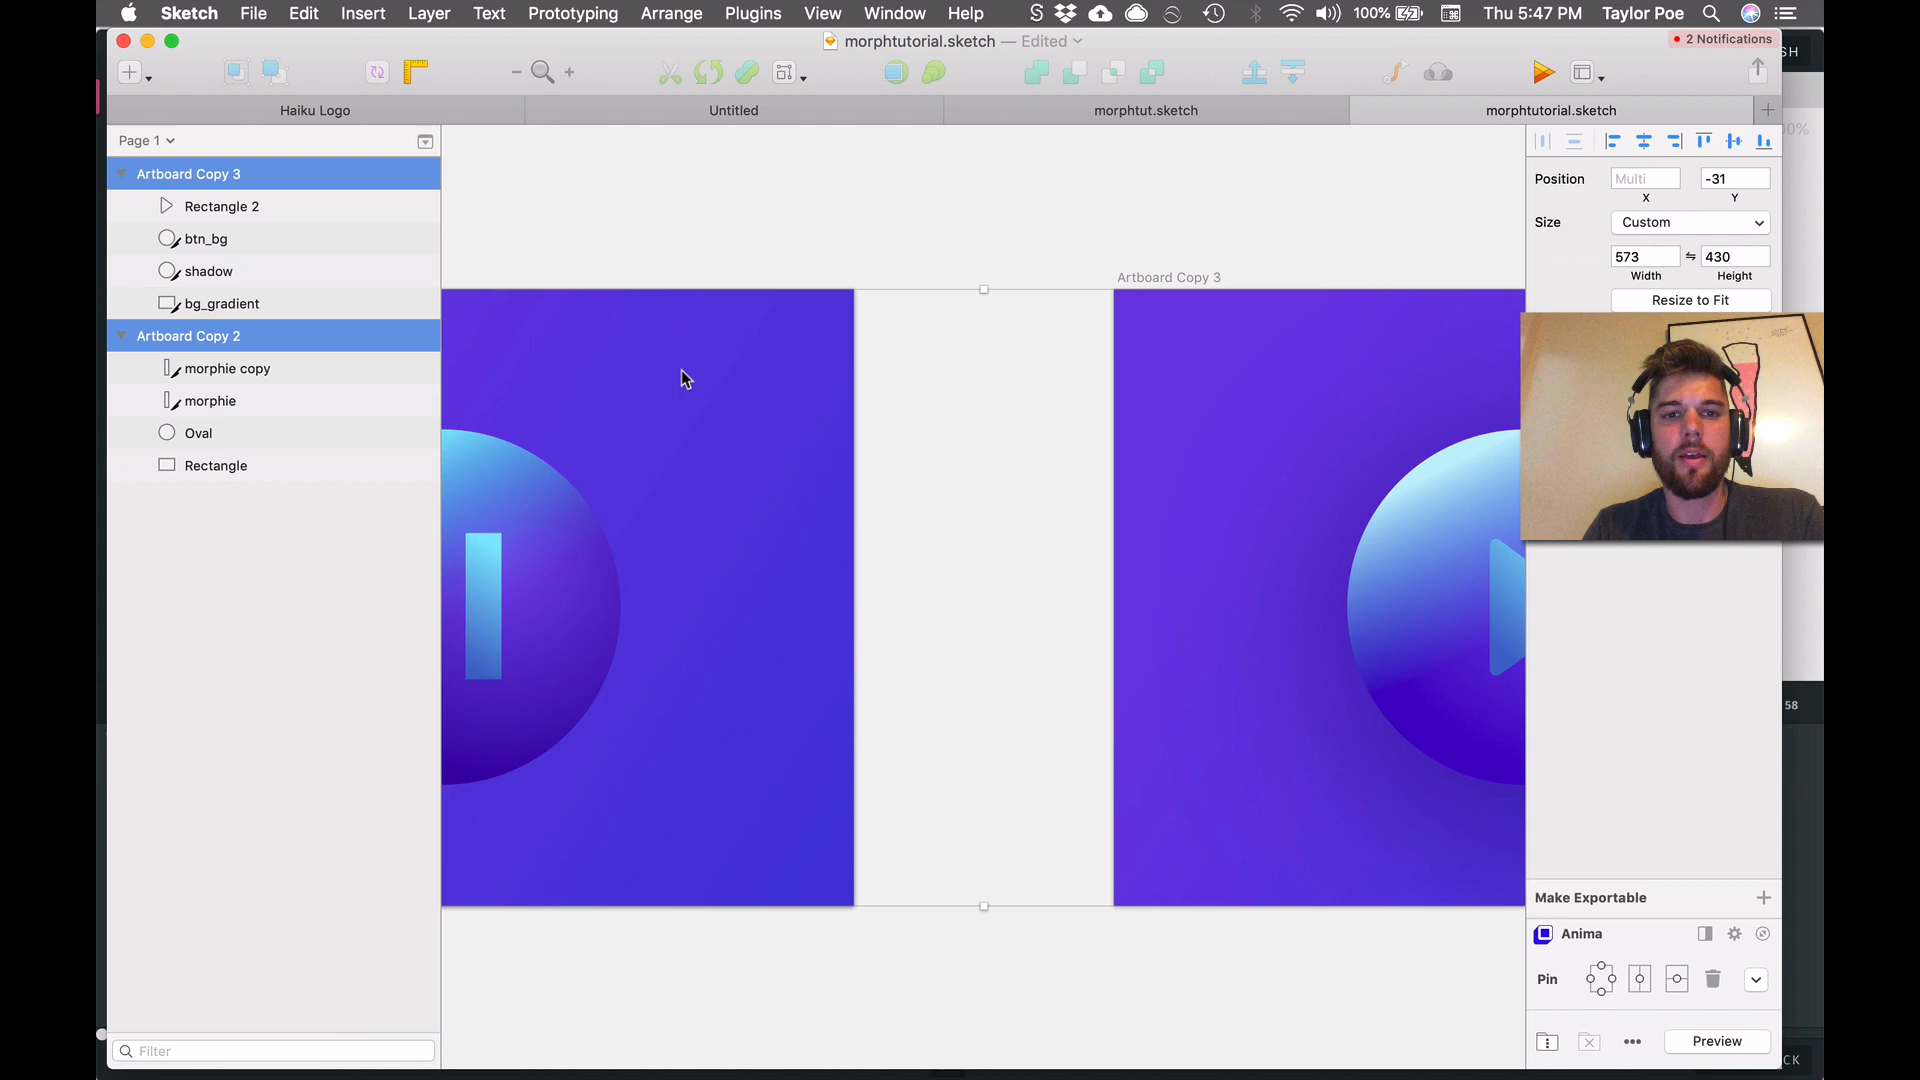 Sketch File Edit Insert Layer Text Prototyping Arrange Plugins View Window Help 100% Thu 5:47 PM Taylor Poe
morphtutorial.sketch — Edited
2 Notifications
SH
Haiku Logo Untitled morphtut.sketch morphtutorial.sketch
Page 1
Artboard Copy 3
Rectangle 2
btn_bg
shadow
bg_gradient
Artboard Copy 2
morphie copy
morphie
Oval
Rectangle
Filter
Artboard Copy 3
Position Multi -31
X Y
Size Custom
573 430
Width Height
Resize to Fit
58
Make Exportable
Anima
Pin
Preview
CK